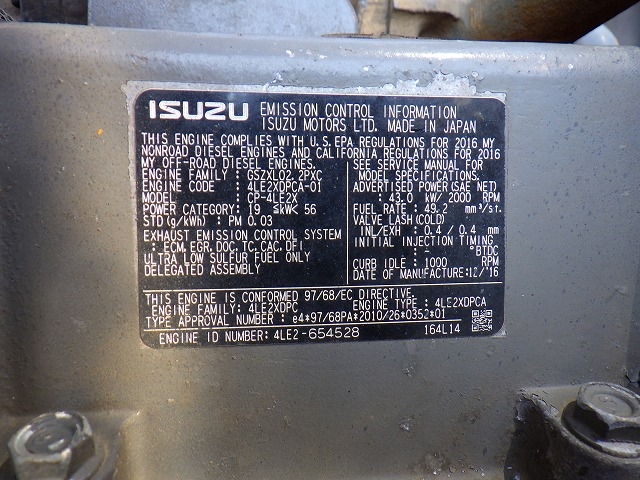 ISUZU EMISSION CONTROL INFORMATION
ISUZU MOTORS LTD. MADE IN JAPAN
THIS ENGINE COMPLIES WITH U.S.EPA REGULATIONS FOR 2016 MY
NONROAD DIESEL ENGINES AND CALIFORNIA REGULATIONS FOR 2016
MY OFF-ROAD DIESEL ENGINES.
ENGINE FAMILY : GSZXL02.2PXC
ENGINE CODE : 4LE2XDPCA-01
MODEL : CP-4LE2X
POWER CATEGORY: 19 ≦kW< 56
STD (g/kWh) : PM 0.03
EXHAUST EMISSION CONTROL SYSTEM
: ECM, EGR, DOC, TC, CAC, DFI
ULTRA LOW SULFUR FUEL ONLY
DELEGATED ASSEMBLY
SEE SERVICE MANUAL FOR
MODEL SPECIFICATIONS.
ADVERTISED POWER(SAE NET)
: 43.0 kW/ 2000 RPM
FUEL RATE : 49.2 mm³/st.
VALVE LASH(COLD)
IN/EXH : 0.4 / 0.4 mm
INITIAL INJECTION TIMING
: - °BTDC
CURB IDLE : 1000 RPM
DATE OF MANUFACTURE:12/'16
THIS ENGINE IS CONFORMED 97/68/EC DIRECTIVE.
ENGINE FAMILY: 4LE2XDPC ENGINE TYPE : 4LE2XDPCA
TYPE APPROVAL NUMBER : e4*97/68PA*2010/26*0352*01
ENGINE ID NUMBER: 4LE2-654528 164L14